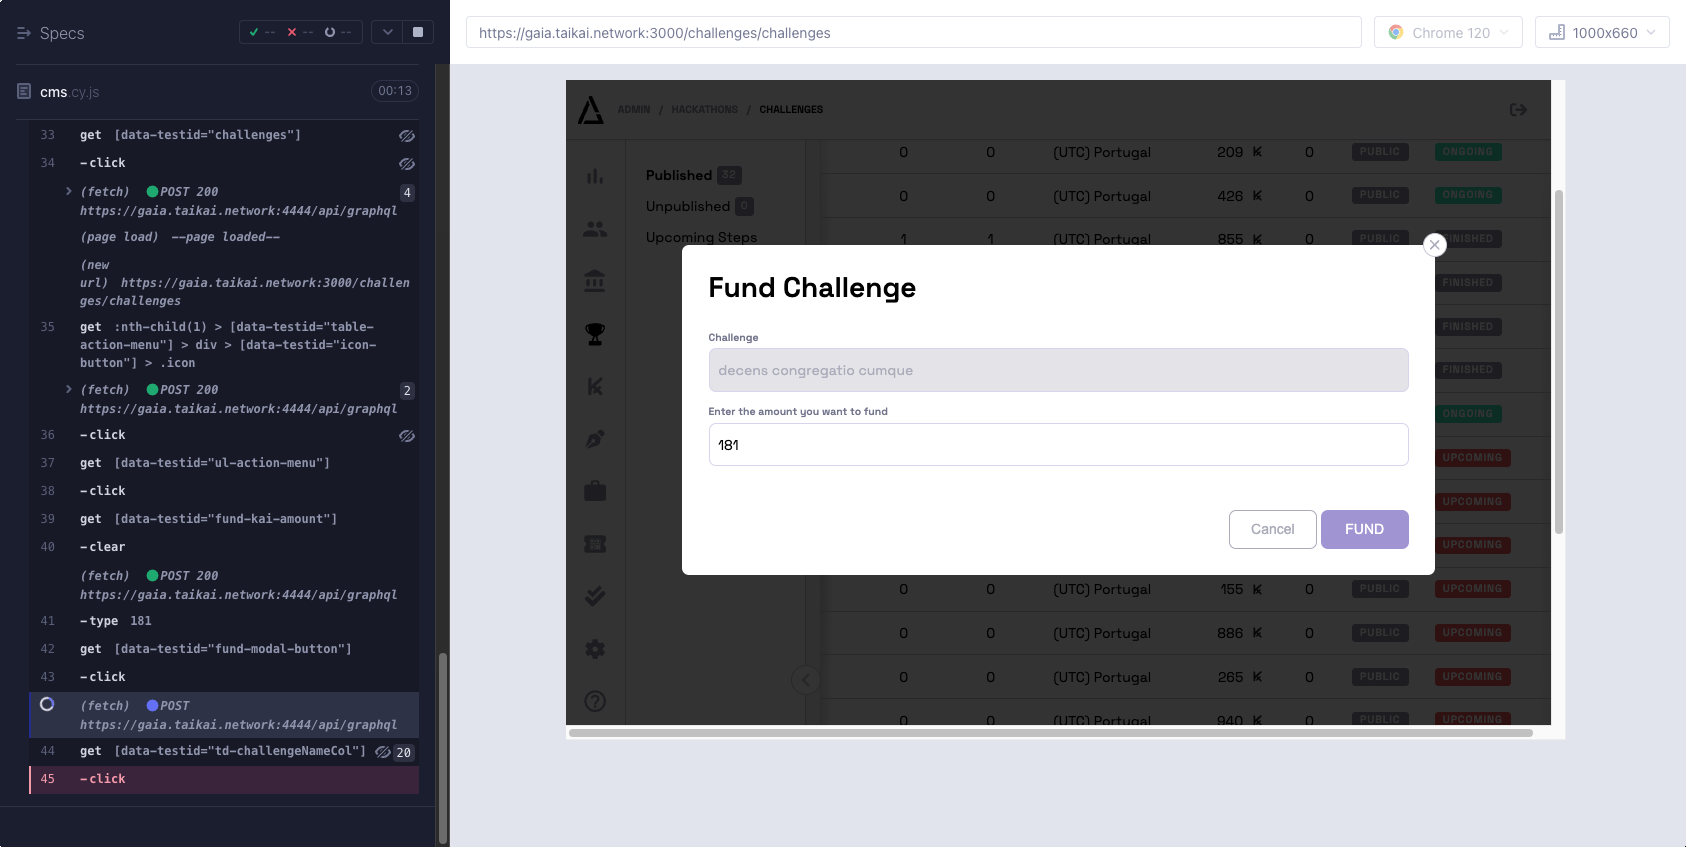 Specs
-- -- --
cms.cy.js
00:13
33 get [data-testid="challenges"]
34 -click
(fetch) POST 200 4
https://gaia.taikai.network:4444/api/graphql
(page load) --page loaded--
(new
url) https://gaia.taikai.network:3000/challen
ges/challenges
35 get :nth-child(1) > [data-testid="table-
action-menu"] > div > [data-testid="icon-
button"] > .icon
(fetch) POST 200 2
https://gaia.taikai.network:4444/api/graphql
36 -click
37 get [data-testid="ul-action-menu"]
38 -click
39 get [data-testid="fund-kai-amount"]
40 -clear
(fetch) POST 200
https://gaia.taikai.network:4444/api/graphql
41 -type 181
42 get [data-testid="fund-modal-button"]
43 -click
(fetch) POST
https://gaia.taikai.network:4444/api/graphql
44 get [data-testid="td-challengeNameCol"] 20
45 -click
https://gaia.taikai.network:3000/challenges/challenges
Chrome 120
1000x660
ADMIN / HACKATHONS / CHALLENGES
Published 32
Unpublished 0
Upcoming Steps
0 0 (UTC) Portugal 209 0 PUBLIC ONGOING
0 0 (UTC) Portugal 426 0 PUBLIC ONGOING
1 1 (UTC) Portugal 855 0 PUBLIC FINISHED
FINISHED
FINISHED
FINISHED
ONGOING
UPCOMING
UPCOMING
UPCOMING
Fund Challenge
Challenge
decens congregatio cumque
Enter the amount you want to fund
181
Cancel
FUND
0 0 (UTC) Portugal 155 0 PUBLIC UPCOMING
0 0 (UTC) Portugal 886 0 PUBLIC UPCOMING
0 0 (UTC) Portugal 265 0 PUBLIC UPCOMING
0 0 (UTC) Portugal 940 0 PUBLIC UPCOMING